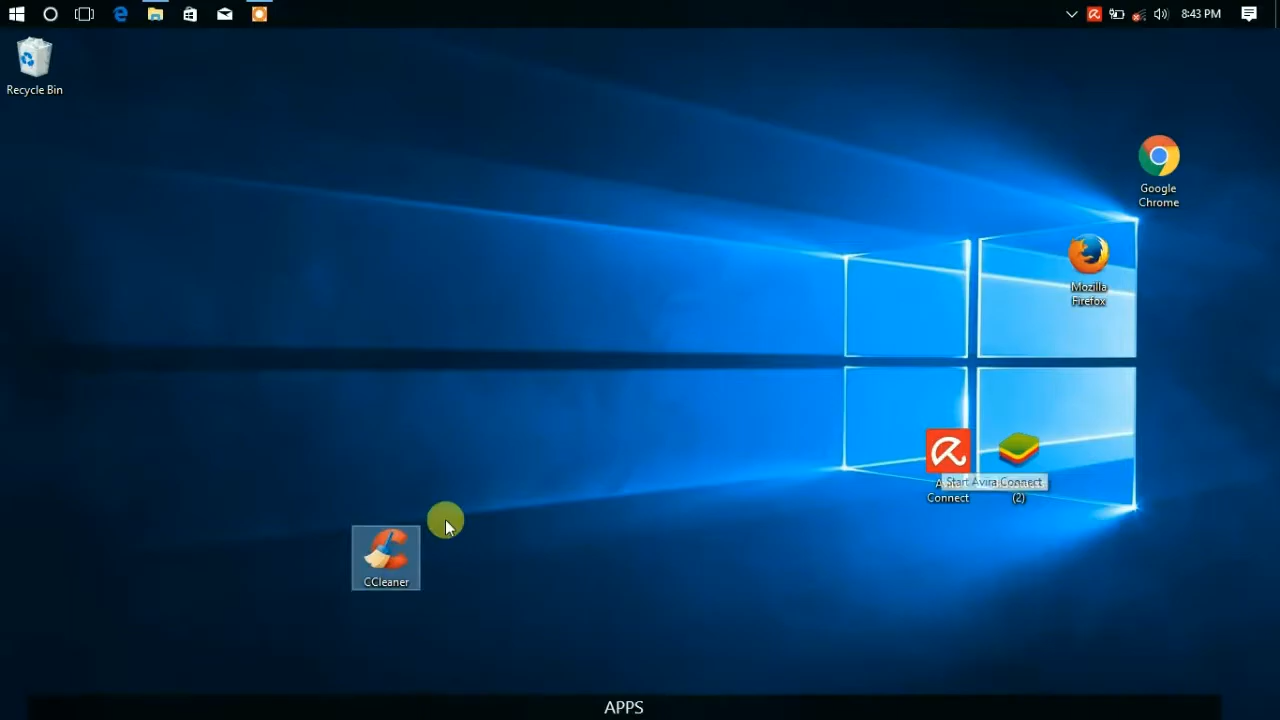 8:43 PM
Recycle Bin
Google
Chrome
Mozilla
Firefox
Start Avira Connect
Connect
(2)
CCleaner
APPS